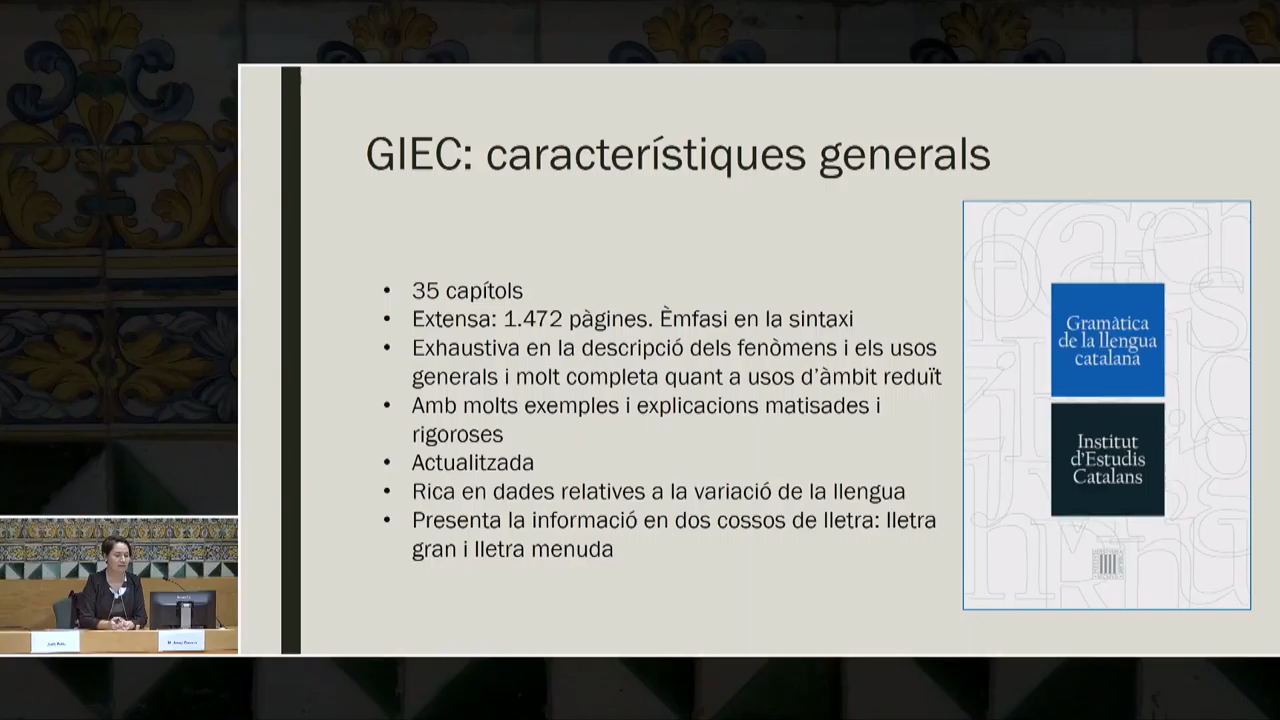 GIEC: característiques generals
• 35 capítols
• Extensa: 1.472 pàgines. Èmfasi en la sintaxi
• Exhaustiva en la descripció dels fenòmens i els usos
generals i molt completa quant a usos d'àmbit reduït
• Amb molts exemples i explicacions matisades i
rigoroses
• Actualitzada
• Rica en dades relatives a la variació de la llengua
• Presenta la informació en dos cossos de lletra: lletra
gran i lletra menuda
Gramàtica
de la llengua
catalana
Institut
d'Estudis
Catalans